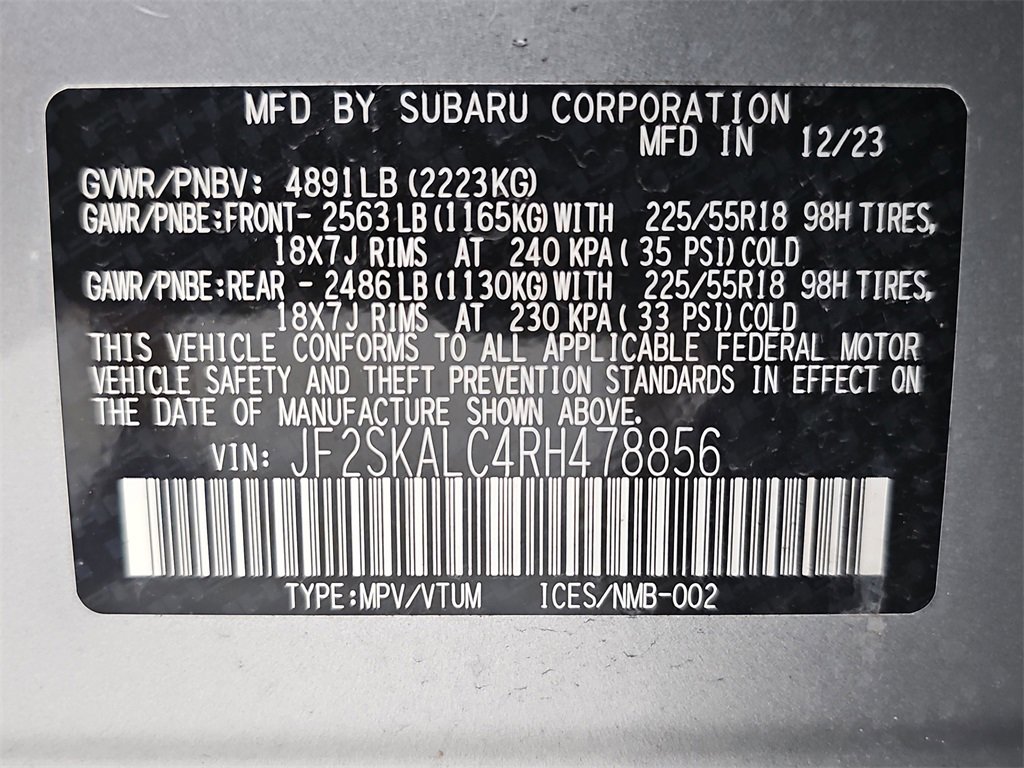 MFD BY SUBARU CORPORATION
MFD IN 12/23
GVWR/PNBV: 4891LB (2223KG)
GAWR/PNBE:FRONT- 2563 LB (1165KG) WITH 225/55R18 98H TIRES,
18X7J RIMS AT 240 KPA ( 35 PSI) COLD
GAWR/PNBE:REAR - 2486 LB (1130KG) WITH 225/55R18 98H TIRES,
18X7J RIMS AT 230 KPA ( 33 PSI) COLD
THIS VEHICLE CONFORMS TO ALL APPLICABLE FEDERAL MOTOR
VEHICLE SAFETY AND THEFT PREVENTION STANDARDS IN EFFECT ON
THE DATE OF MANUFACTURE SHOWN ABOVE.
VIN: JF2SKALC4RH478856
TYPE:MPV/VTUM ICES/NMB-002